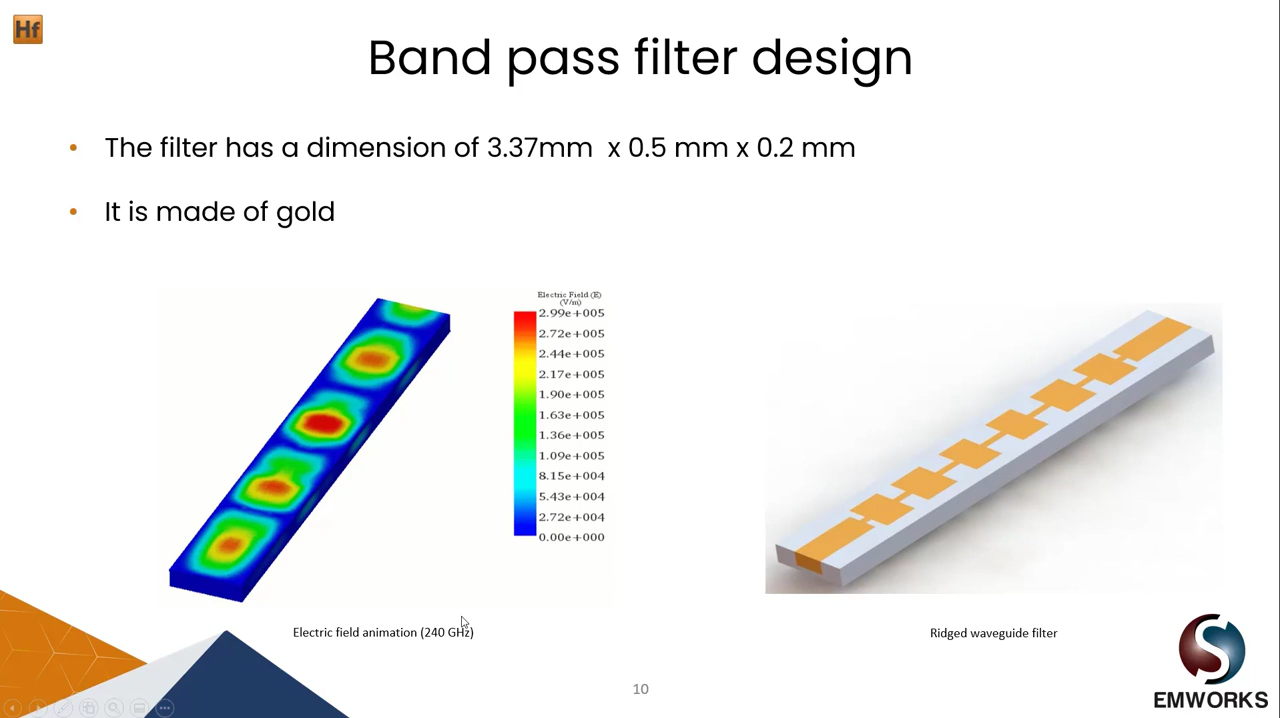 Hf
Band pass filter design
• The filter has a dimension of 3.37mm x 0.5 mm x 0.2 mm
• It is made of gold
Electric Field (E)
(V/m)
2.99e+005
2.72e+005
2.44e+005
2.17e+005
1.90e+005
1.63e+005
1.36e+005
1.09e+005
8.15e+004
5.43e+004
2.72e+004
0.00e+000
Electric field animation (240 GHz)
Ridged waveguide filter
10
EMWORKS